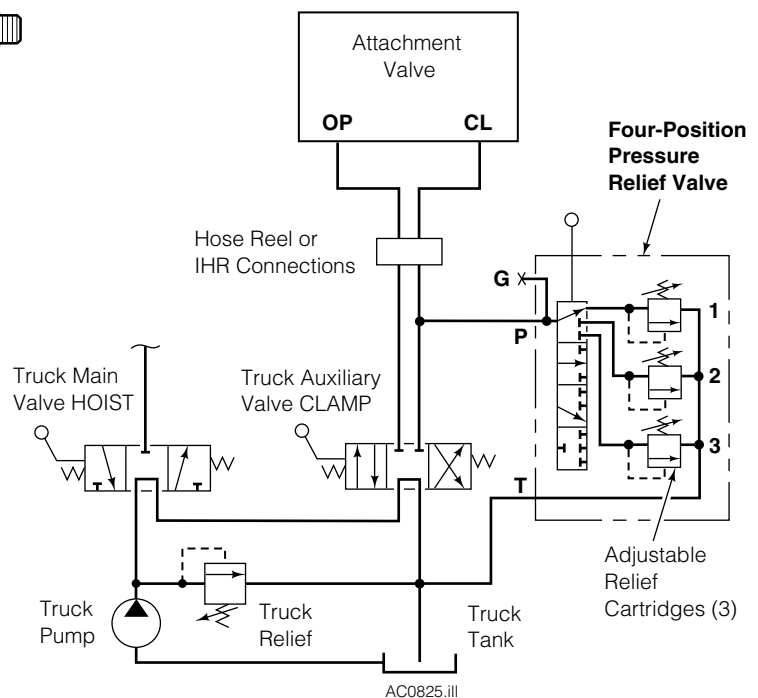 Attachment
Valve
OP
CL
Four-Position
Pressure
Relief Valve
Hose Reel or
IHR Connections
G
P
1
2
3
T
Truck Main
Valve HOIST
Truck Auxiliary
Valve CLAMP
Adjustable
Relief
Cartridges (3)
Truck
Pump
Truck
Relief
Truck
Tank
AC0825.ill